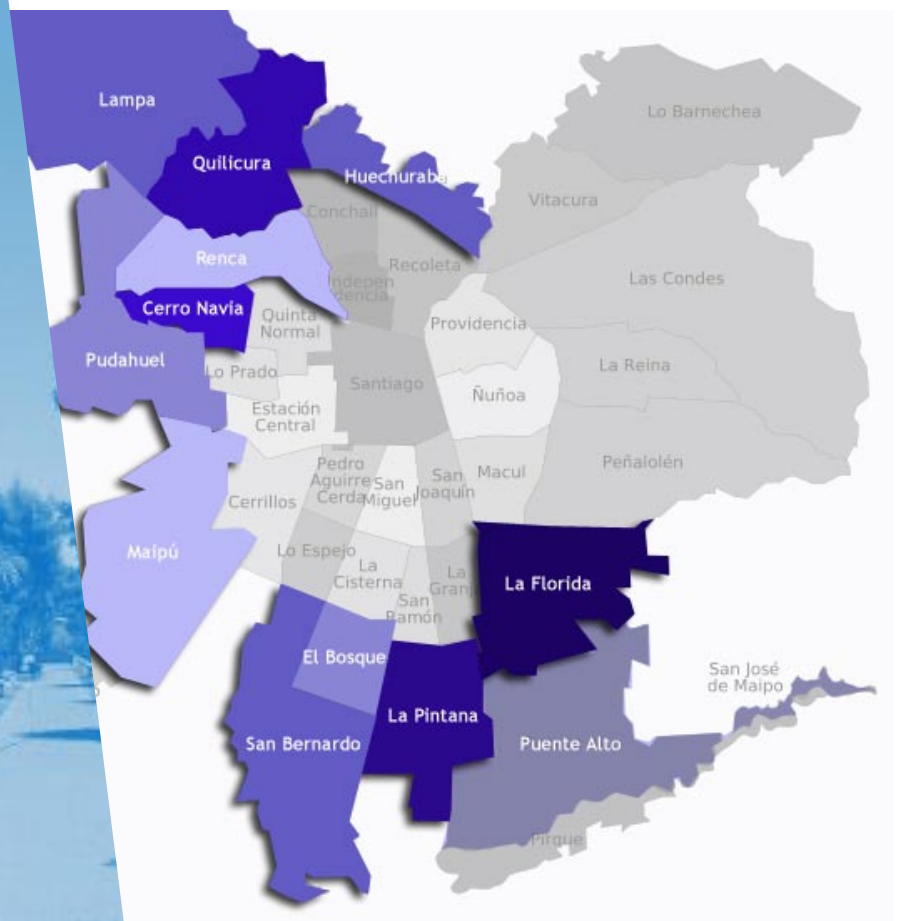 Lo Barnechea
Lampa
Quilicura
Huechuraba
Vitacura
Conchalí
Renca
Recoleta
Las Condes
Indepen
dencia
Cerro Navia
Quinta
Normal
Providencia
Pudahuel
Lo Prado
La Reina
Santiago
Ñuñoa
Estación
Central
Pedro
Aguirre
Cerda
San
Miguel
San
Joaquín
Macul
Peñalolén
Cerrillos
Maipú
Lo Espejo
La
Cisterna
La
Granj
La Florida
San
Ramón
El Bosque
San José
de Maipo
La Pintana
San Bernardo
Puente Alto
Pirque